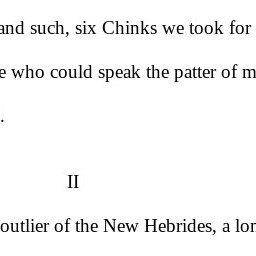 and such, six Chinks we took for
e who could speak the patter of m
.
II
outlier of the New Hebrides, a lon